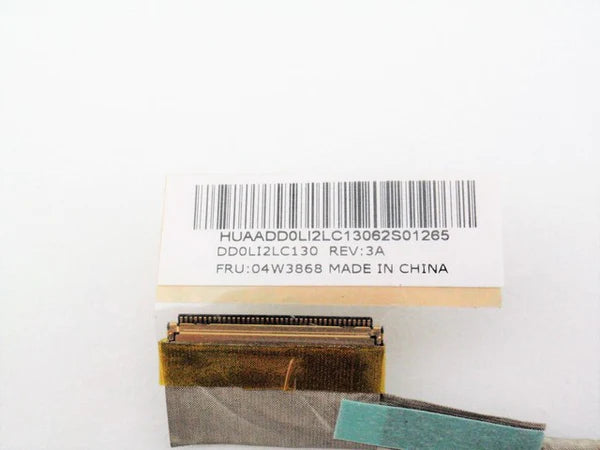 HUAADD0LI2LC13062S01265
DD0LI2LC130 REV:3A
FRU:04W3868 MADE IN CHINA